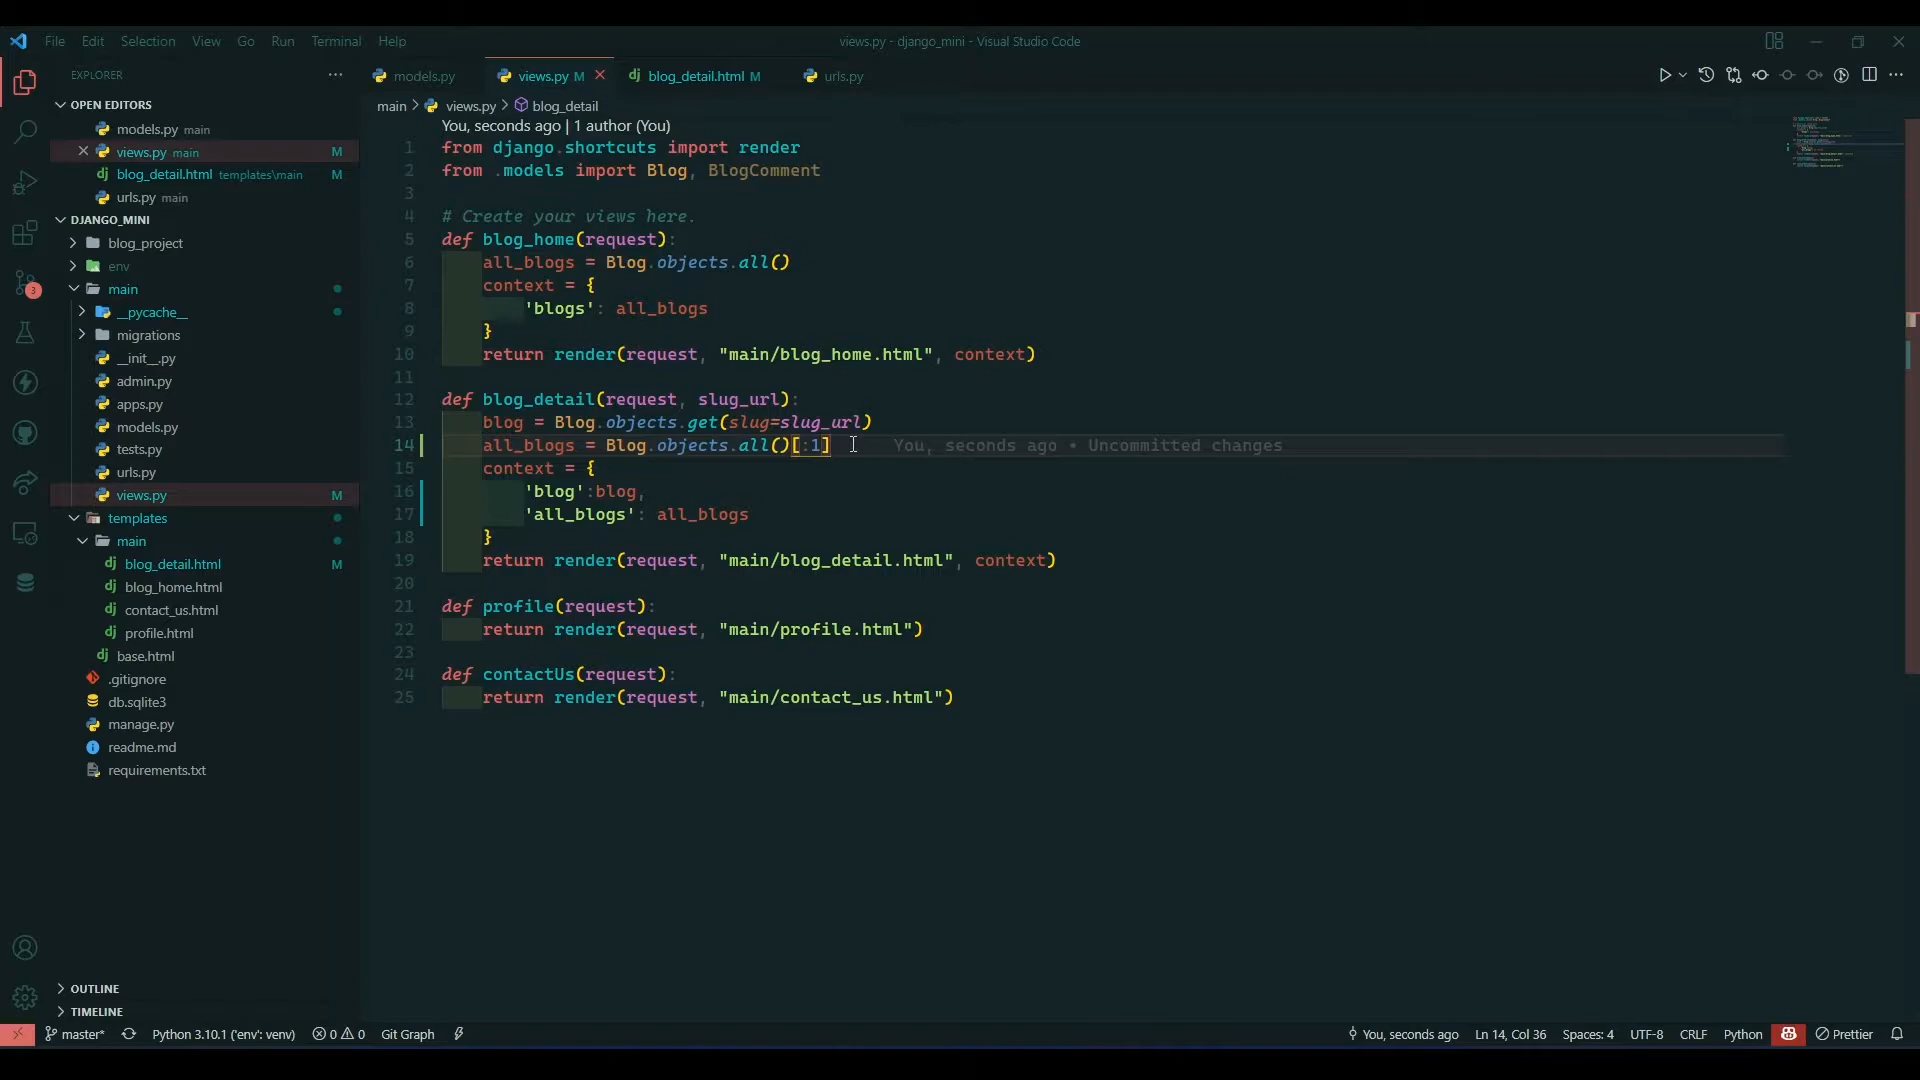 File Edit Selection View Go Run Terminal Help
views.py - django_mini - Visual Studio Code
EXPLORER
OPEN EDITORS
models.py main
views.py main M
blog_detail.html templates\main M
urls.py main
DJANGO_MINI
blog_project
env
main
__pycache__
migrations
__init__.py
admin.py
apps.py
models.py
tests.py
urls.py
views.py M
templates
main
blog_detail.html M
blog_home.html
contact_us.html
profile.html
base.html
.gitignore
db.sqlite3
manage.py
readme.md
requirements.txt
OUTLINE
TIMELINE
3
models.py views.py M blog_detail.html M urls.py
main > views.py > blog_detail
You, seconds ago | 1 author (You)
1 from django.shortcuts import render
2 from .models import Blog, BlogComment
3
4 # Create your views here.
5 def blog_home(request):
6 all_blogs = Blog.objects.all()
7 context = {
8 'blogs': all_blogs
9 }
10 return render(request, "main/blog_home.html", context)
11
12 def blog_detail(request, slug_url):
13 blog = Blog.objects.get(slug=slug_url)
14 all_blogs = Blog.objects.all()[:1] You, seconds ago • Uncommitted changes
15 context = {
16 'blog':blog,
17 'all_blogs': all_blogs
18 }
19 return render(request, "main/blog_detail.html", context)
20
21 def profile(request):
22 return render(request, "main/profile.html")
23
24 def contactUs(request):
25 return render(request, "main/contact_us.html")
master* Python 3.10.1 ('env': venv) 0 0 Git Graph
You, seconds ago Ln 14, Col 36 Spaces: 4 UTF-8 CRLF Python Prettier